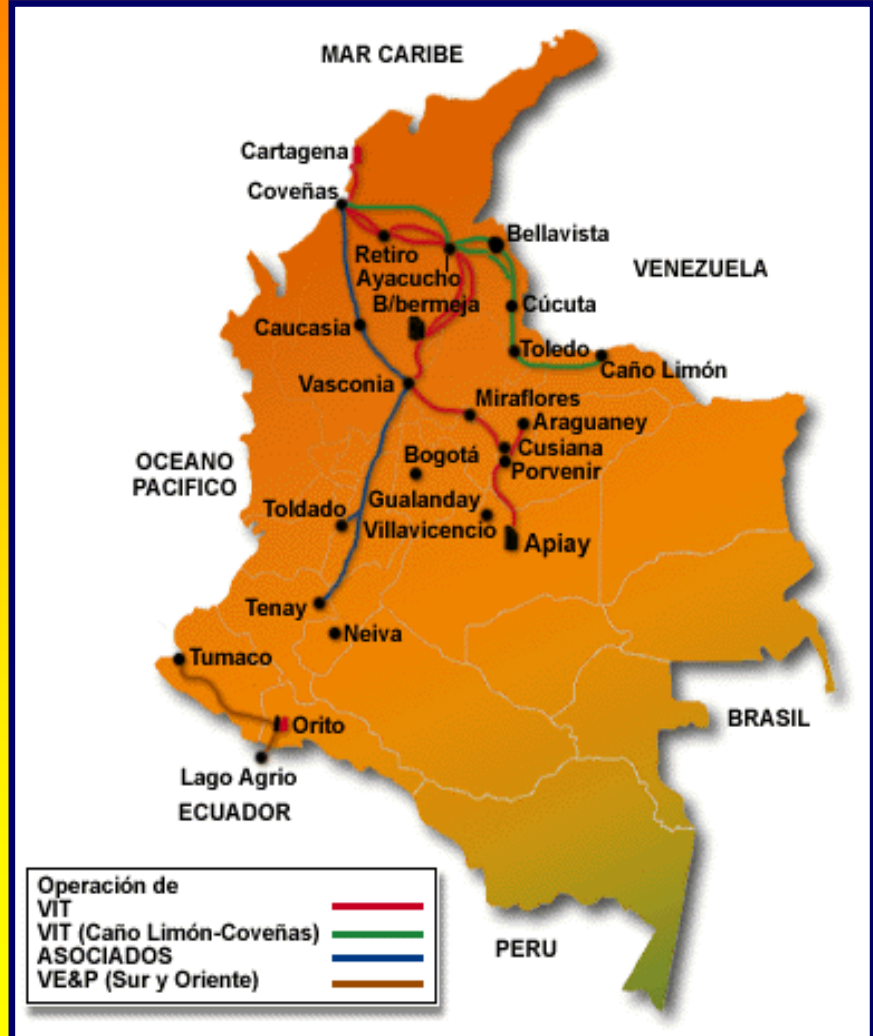 MAR CARIBE
Cartagena
Coveñas
Bellavista
Retiro
Ayacucho
VENEZUELA
B/bermeja
Cúcuta
Caucasia
Toledo
Caño Limón
Vasconia
Miraflores
Araguaney
Cusiana
Bogotá
Porvenir
OCEANO
PACIFICO
Gualanday
Toldado
Villavicencio
Apiay
Tenay
Neiva
Tumaco
BRASIL
Orito
Lago Agrio
ECUADOR
Operación de
VIT
VIT (Caño Limón-Coveñas)
ASOCIADOS
VE&P (Sur y Oriente)
PERU